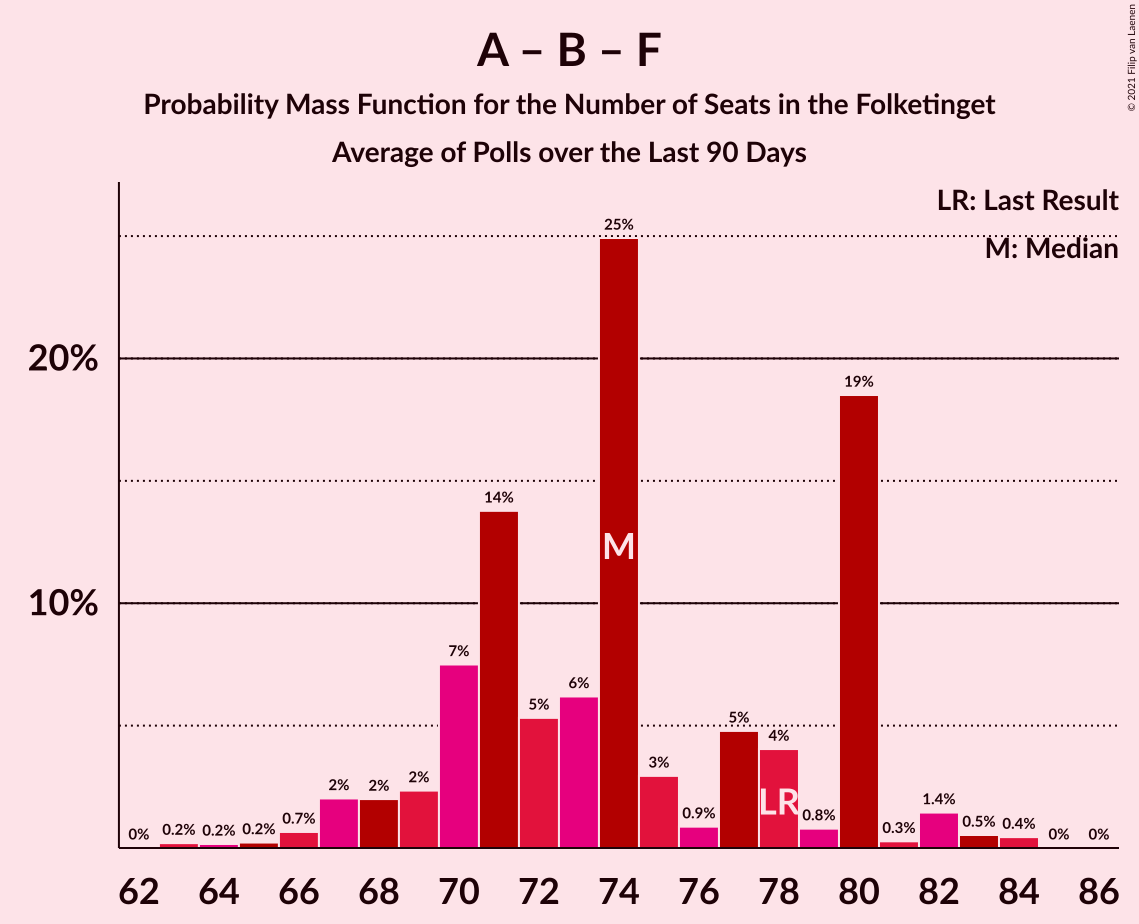 A – B – F
Probability Mass Function for the Number of Seats in the Folketinget
Average of Polls over the Last 90 Days
© 2021 Filip van Laenen
LR: Last Result
M: Median
20%
10%
0% 0.2% 0.2% 0.2% 0.7% 2% 2% 2% 7% 14% 5% 6% 25% 3% 0.9% 5% 4% 0.8% 19% 0.3% 1.4% 0.5% 0.4% 0% 0%
M
LR
62 64 66 68 70 72 74 76 78 80 82 84 86